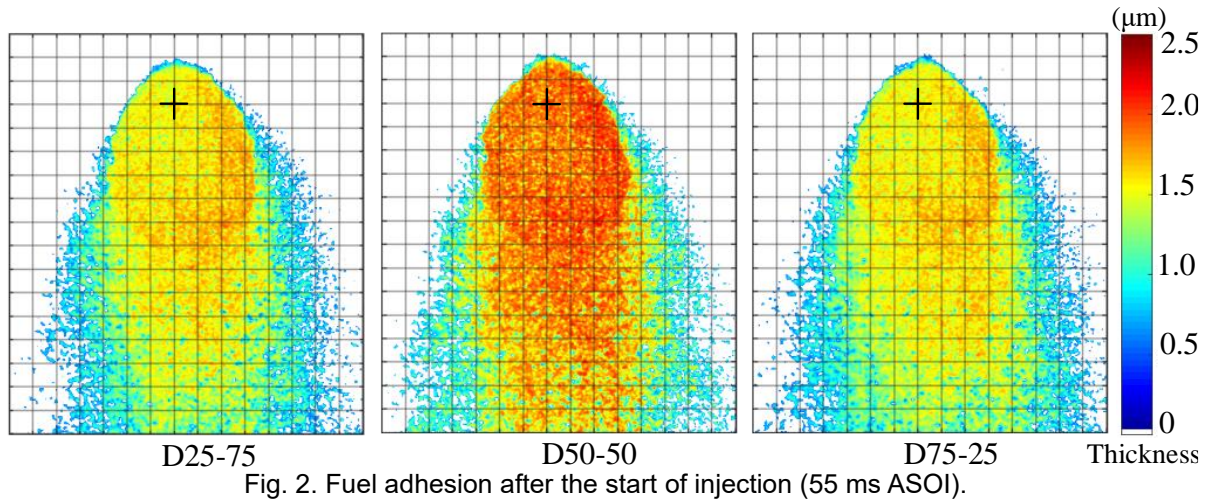 (μm)
2.5
2.0
1.5
1.0
0.5
0
D25-75 D50-50 D75-25 Thickness
Fig. 2. Fuel adhesion after the start of injection (55 ms ASOI).